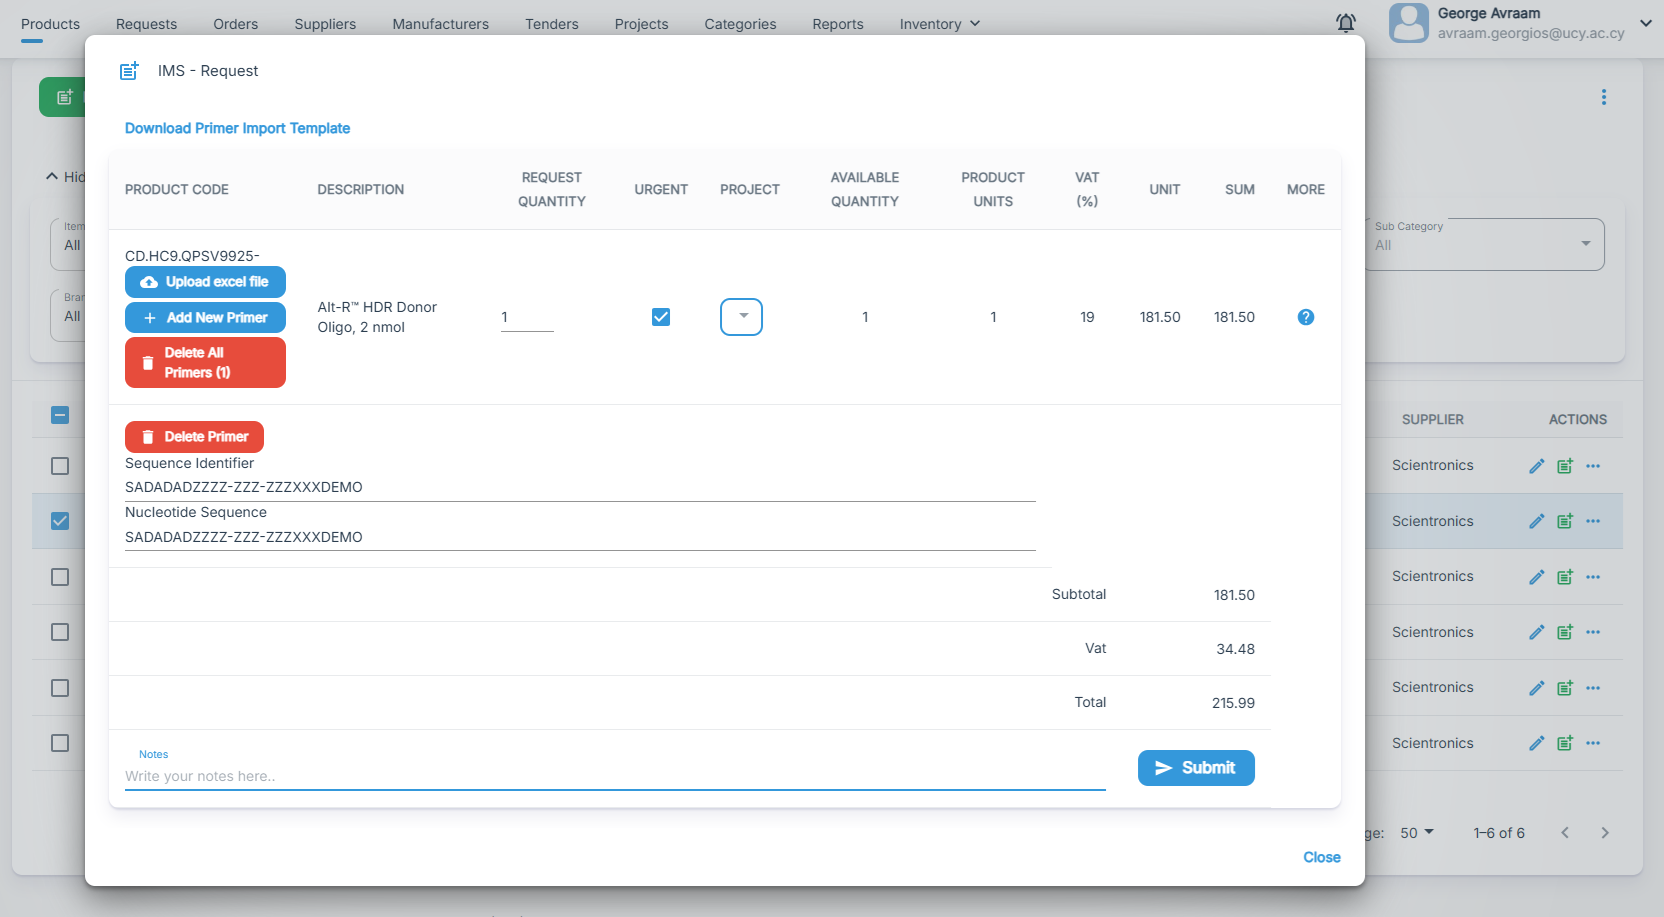 Products Requests Orders Suppliers Manufacturers Tenders Projects Categories Reports Inventory
George Avraam
avraam.georgios@ucy.ac.cy
IMS - Request
Download Primer Import Template
PRODUCT CODE DESCRIPTION REQUEST QUANTITY URGENT PROJECT AVAILABLE QUANTITY PRODUCT UNITS VAT (%) UNIT SUM MORE
CD.HC9.QPSV9925-
Upload excel file
Add New Primer
Delete All
Primers (1)
Alt-R™ HDR Donor
Oligo, 2 nmol
1 1 1 19 181.50 181.50
Delete Primer
Sequence Identifier
SADADADZZZZ-ZZZ-ZZZXXXDEMO
Nucleotide Sequence
SADADADZZZZ-ZZZ-ZZZXXXDEMO
Subtotal 181.50
Vat 34.48
Total 215.99
Notes
Write your notes here..
Submit
Close
Hid
Item
All
Bran
All
Sub Category
All
SUPPLIER ACTIONS
Scientronics
Scientronics
Scientronics
Scientronics
Scientronics
Scientronics
ge: 50 1–6 of 6